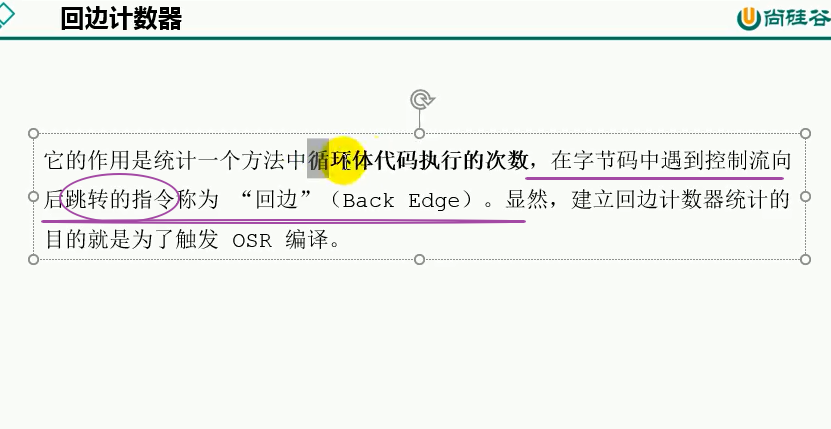 回边计数器
尚硅谷
它的作用是统计一个方法中循环体代码执行的次数，在字节码中遇到控制流向
后跳转的指令称为 “回边”（Back Edge）。显然，建立回边计数器统计的
目的就是为了触发 OSR 编译。